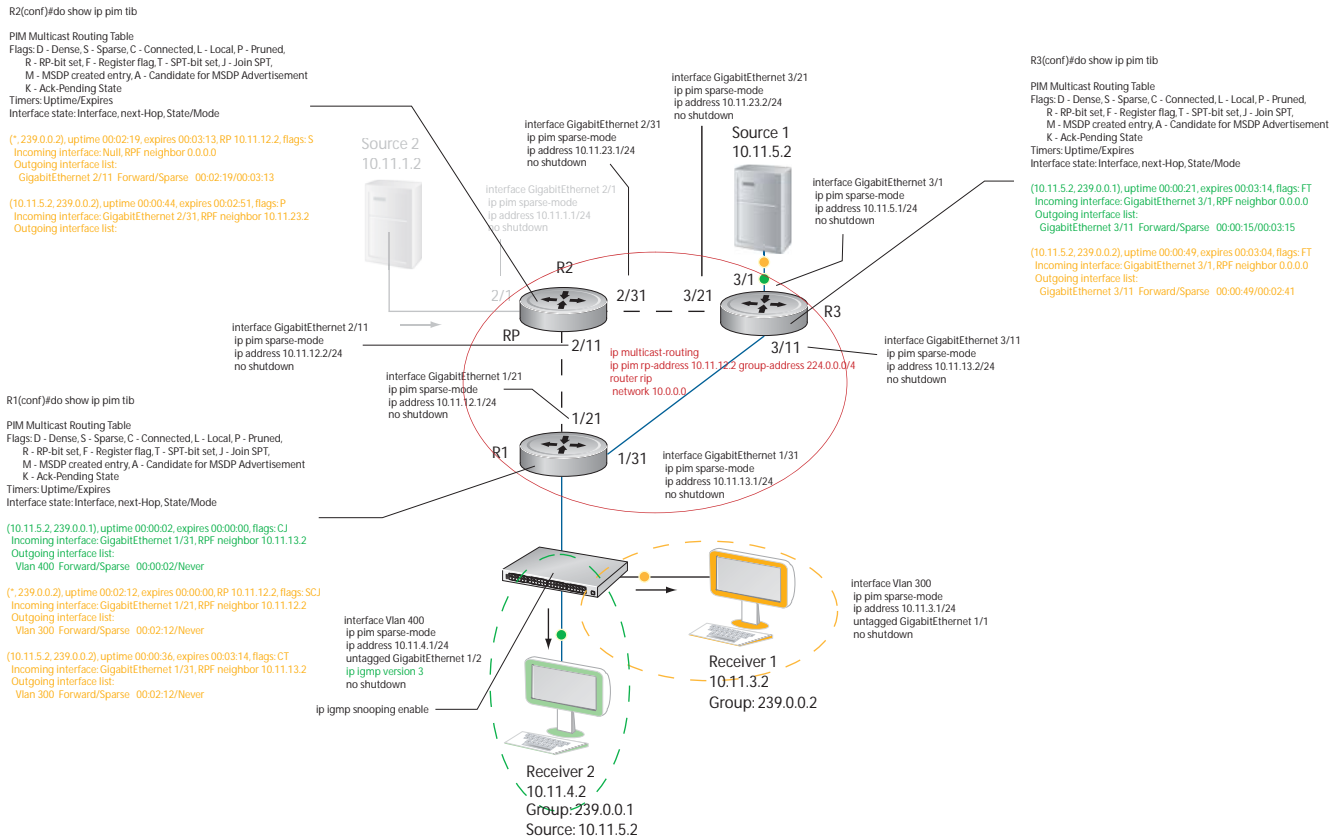 R2(conf)#do show ip pim tib
PIM Multicast Routing Table
Flags: D - Dense, S - Sparse, C - Connected, L - Local, P - Pruned,
R - RP-bit set, F - Register flag, T - SPT-bit set, J - Join SPT,
M - MSDP created entry, A - Candidate for MSDP Advertisement
K - Ack-Pending State
Timers: Uptime/Expires
Interface state: Interface, next-Hop, State/Mode
(*, 239.0.0.2), uptime 00:02:19, expires 00:03:13, RP 10.11.12.2, flags: S
Incoming interface: Null, RPF neighbor 0.0.0.0
Outgoing interface list:
GigabitEthernet 2/11 Forward/Sparse 00:02:19/00:03:13
(10.11.5.2, 239.0.0.2), uptime 00:00:44, expires 00:02:51, flags: P
Incoming interface: GigabitEthernet 2/31, RPF neighbor 10.11.23.2
Outgoing interface list:
Source 2
10.11.1.2
interface GigabitEthernet 2/1
ip pim sparse-mode
ip address 10.11.1.1/24
no shutdown
interface GigabitEthernet 2/31
ip pim sparse-mode
ip address 10.11.23.1/24
no shutdown
interface GigabitEthernet 3/21
ip pim sparse-mode
ip address 10.11.23.2/24
no shutdown
Source 1
10.11.5.2
interface GigabitEthernet 3/1
ip pim sparse-mode
ip address 10.11.5.1/24
no shutdown
R3(conf)#do show ip pim tib
PIM Multicast Routing Table
Flags: D - Dense, S - Sparse, C - Connected, L - Local, P - Pruned,
R - RP-bit set, F - Register flag, T - SPT-bit set, J - Join SPT,
M - MSDP created entry, A - Candidate for MSDP Advertisement
K - Ack-Pending State
Timers: Uptime/Expires
Interface state: Interface, next-Hop, State/Mode
(10.11.5.2, 239.0.0.1), uptime 00:00:21, expires 00:03:14, flags: FT
Incoming interface: GigabitEthernet 3/1, RPF neighbor 0.0.0.0
Outgoing interface list:
GigabitEthernet 3/11 Forward/Sparse 00:00:15/00:03:15
(10.11.5.2, 239.0.0.2), uptime 00:00:49, expires 00:03:04, flags: FT
Incoming interface: GigabitEthernet 3/1, RPF neighbor 0.0.0.0
Outgoing interface list:
GigabitEthernet 3/11 Forward/Sparse 00:00:49/00:02:41
R2
2/1
2/31
3/21
3/1
R3
RP
2/11
3/11
interface GigabitEthernet 2/11
ip pim sparse-mode
ip address 10.11.12.2/24
no shutdown
ip multicast-routing
ip pim rp-address 10.11.12.2 group-address 224.0.0.0/4
router rip
network 10.0.0.0
interface GigabitEthernet 3/11
ip pim sparse-mode
ip address 10.11.13.2/24
no shutdown
interface GigabitEthernet 1/21
ip pim sparse-mode
ip address 10.11.12.1/24
no shutdown
1/21
R1
1/31
interface GigabitEthernet 1/31
ip pim sparse-mode
ip address 10.11.13.1/24
no shutdown
R1(conf)#do show ip pim tib
PIM Multicast Routing Table
Flags: D - Dense, S - Sparse, C - Connected, L - Local, P - Pruned,
R - RP-bit set, F - Register flag, T - SPT-bit set, J - Join SPT,
M - MSDP created entry, A - Candidate for MSDP Advertisement
K - Ack-Pending State
Timers: Uptime/Expires
Interface state: Interface, next-Hop, State/Mode
(10.11.5.2, 239.0.0.1), uptime 00:00:02, expires 00:00:00, flags: CJ
Incoming interface: GigabitEthernet 1/31, RPF neighbor 10.11.13.2
Outgoing interface list:
Vlan 400 Forward/Sparse 00:00:02/Never
(*, 239.0.0.2), uptime 00:02:12, expires 00:00:00, RP 10.11.12.2, flags: SCJ
Incoming interface: GigabitEthernet 1/21, RPF neighbor 10.11.12.2
Outgoing interface list:
Vlan 300 Forward/Sparse 00:02:12/Never
(10.11.5.2, 239.0.0.2), uptime 00:00:36, expires 00:03:14, flags: CT
Incoming interface: GigabitEthernet 1/31, RPF neighbor 10.11.13.2
Outgoing interface list:
Vlan 300 Forward/Sparse 00:02:12/Never
interface Vlan 400
ip pim sparse-mode
ip address 10.11.4.1/24
untagged GigabitEthernet 1/2
ip igmp version 3
no shutdown
ip igmp snooping enable
interface Vlan 300
ip pim sparse-mode
ip address 10.11.3.1/24
untagged GigabitEthernet 1/1
no shutdown
Receiver 1
10.11.3.2
Group: 239.0.0.2
Receiver 2
10.11.4.2
Group: 239.0.0.1
Source: 10.11.5.2